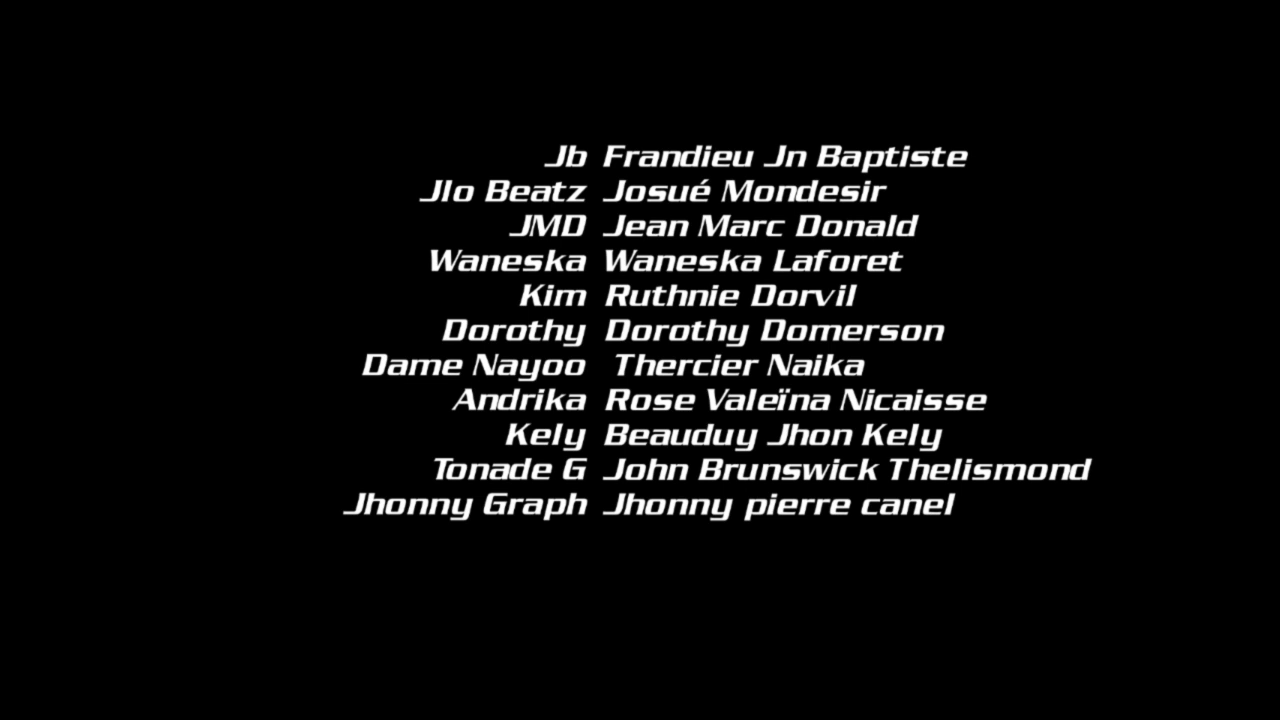 Jb Frandieu Jn Baptiste
Jlo Beatz Josué Mondesir
JMD Jean Marc Donald
Waneska Waneska Laforet
Kim Ruthnie Dorvil
Dorothy Dorothy Domerson
Dame Nayoo Thercier Naika
Andrika Rose Valeïna Nicaisse
Kely Beauduy Jhon Kely
Tonade G John Brunswick Thelismond
Jhonny Graph Jhonny pierre canel